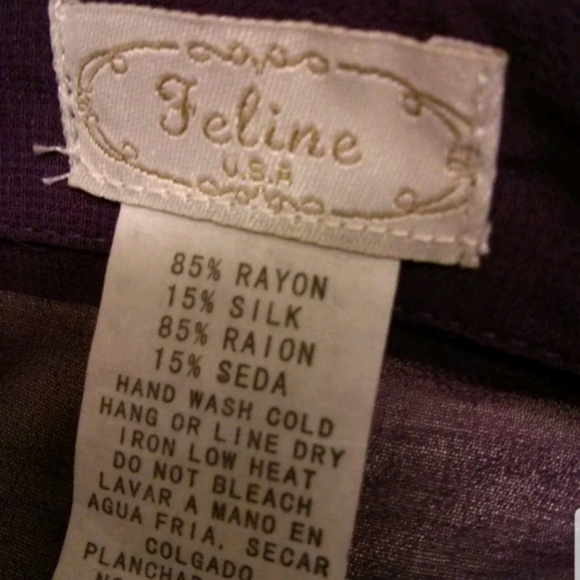 Feline
U.S.A
85% RAYON
15% SILK
85% RAION
15% SEDA
HAND WASH COLD
HANG OR LINE DRY
IRON LOW HEAT
DO NOT BLEACH
LAVAR A MANO EN
AGUA FRIA. SECAR
COLGADO